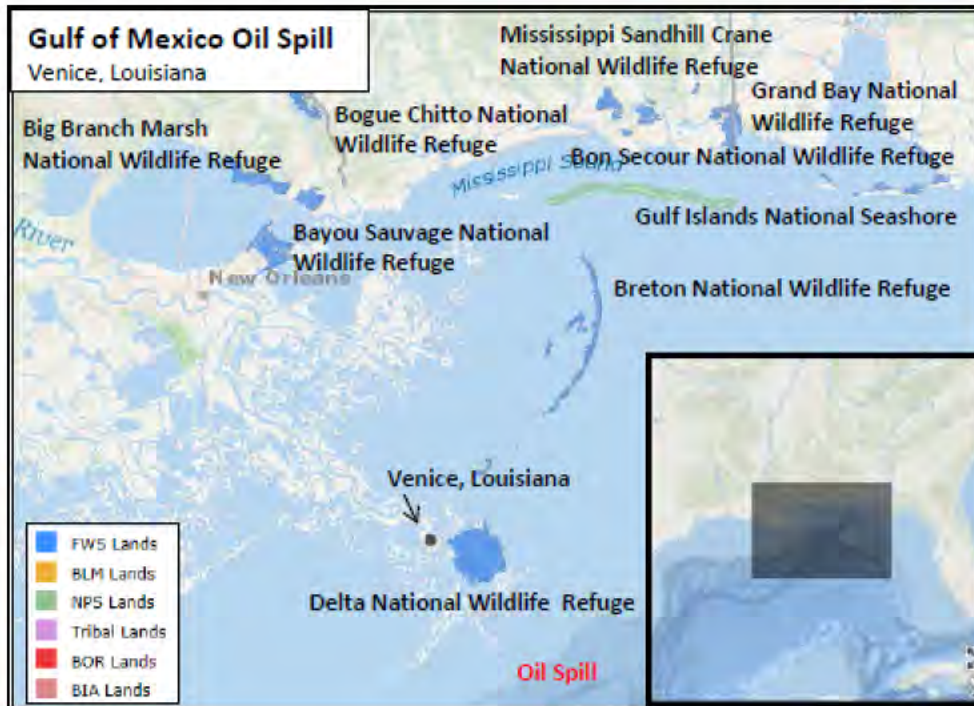 Gulf of Mexico Oil Spill
Venice, Louisiana
Mississippi Sandhill Crane
National Wildlife Refuge
Grand Bay National
Wildlife Refuge
Bogue Chitto National
Wildlife Refuge
Big Branch Marsh
National Wildlife Refuge
Bon Secour National Wildlife Refuge
Mississippi Sound
Gulf Islands National Seashore
River
Bayou Sauvage National
Wildlife Refuge
New Orleans
Breton National Wildlife Refuge
Venice, Louisiana
Delta National Wildlife Refuge
Oil Spill
FWS Lands
BLM Lands
NPS Lands
Tribal Lands
BOR Lands
BIA Lands